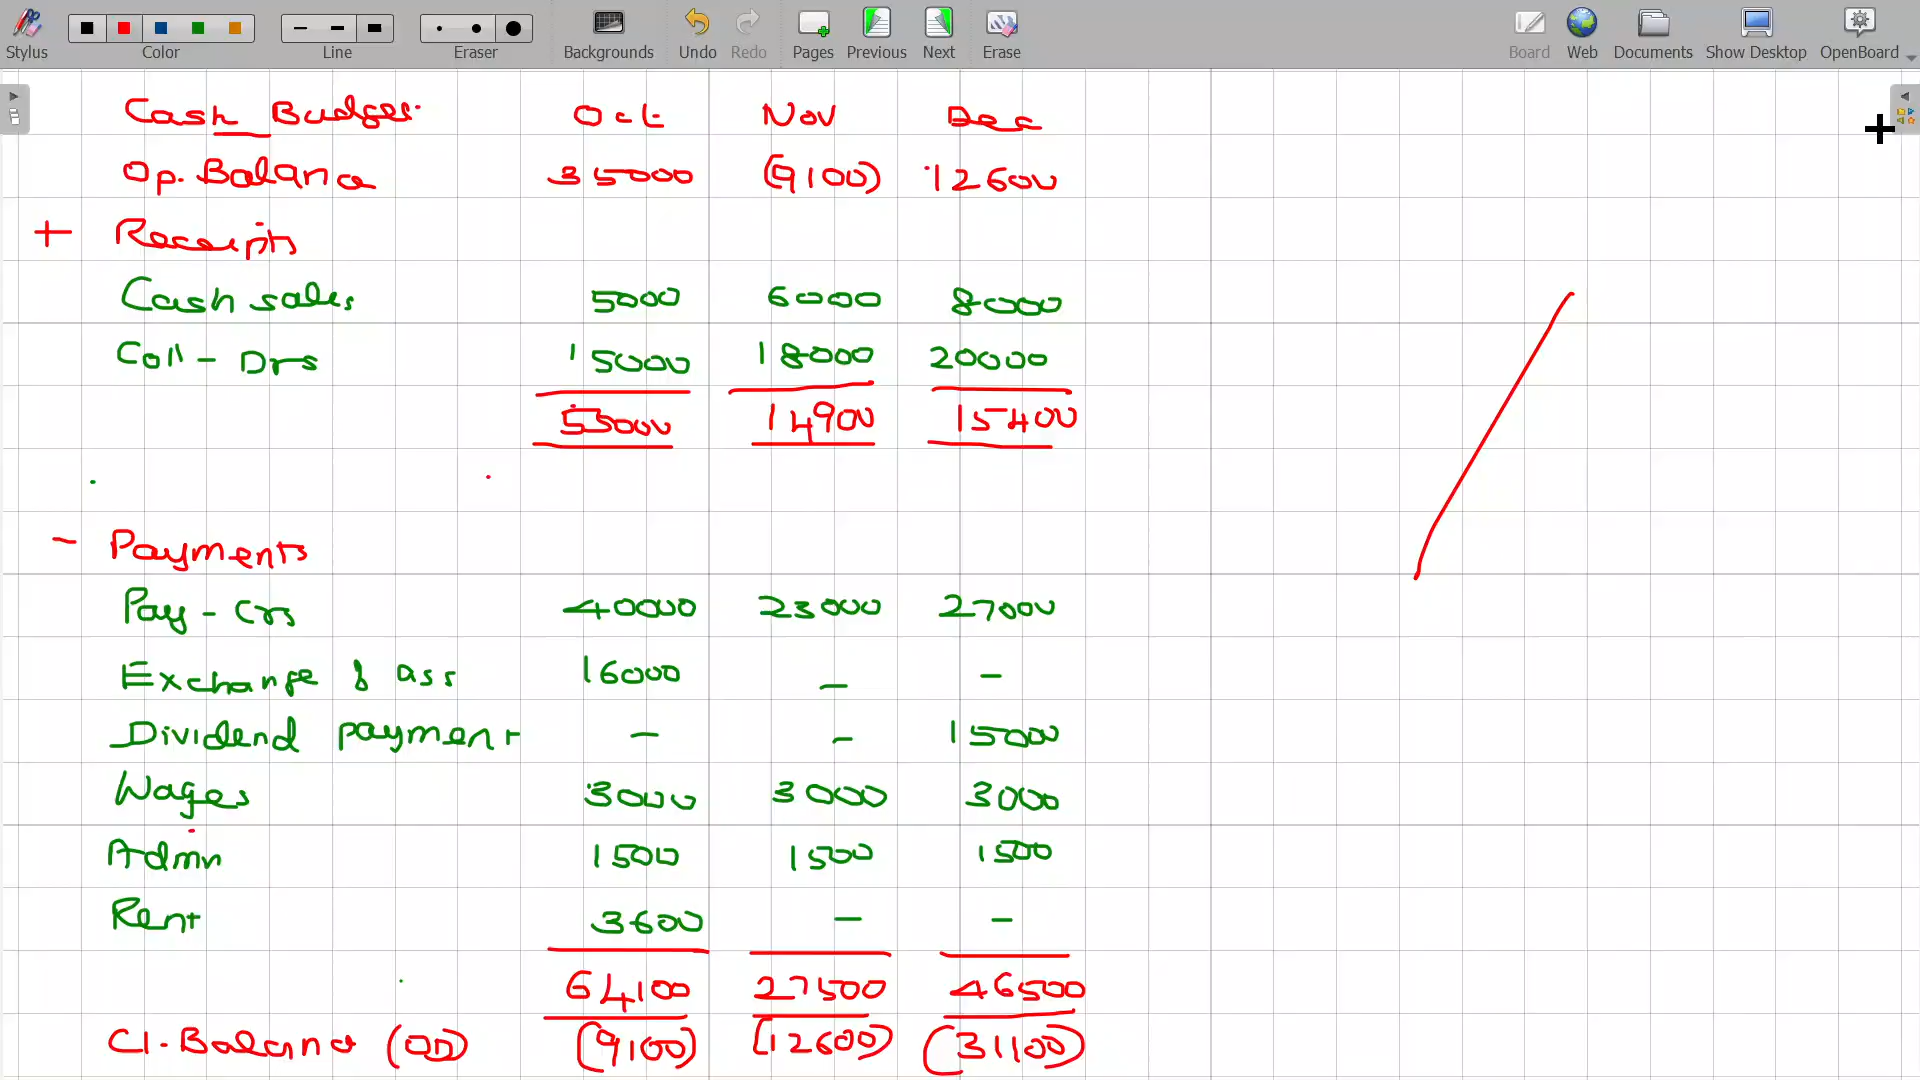 Stylus Color Line Eraser Backgrounds Undo Redo Pages Previous Next Erase Board Web Documents Show Desktop OpenBoard
Cash Budget Oct Nov Dec
Op. Balance 35000 (9100) 12600
+ Receipts
Cash sales 5000 6000 8000
Coll - Drs 15000 18000 20000
55000 14900 15400
- Payments
Pay - Crs 40000 23000 27000
Exchange & ass 16000 - -
Dividend payment - - 15000
Wages 3000 3000 3000
Admn 1500 1500 1500
Rent 3600 - -
64100 27500 46500
Cl. Balance (OD) (9100) (12600) (31100)